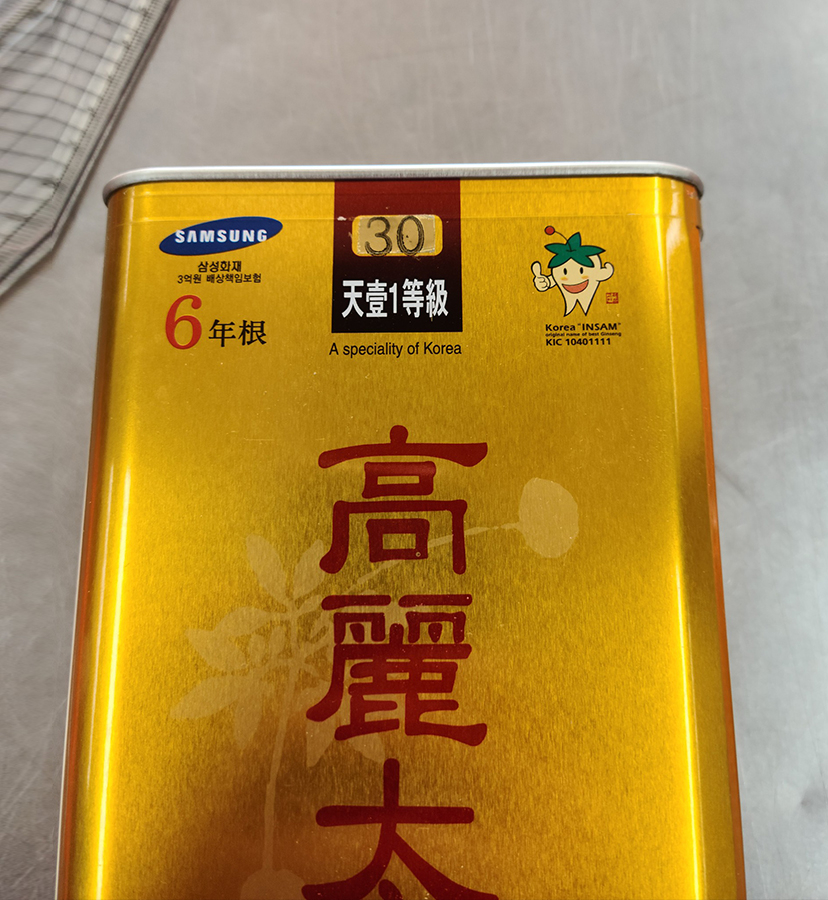 SAMSUNG
삼성화재
3억원 배상책임보험
6年根
30
天壹1等級
A speciality of Korea
Korea "INSAM"
original name of best Ginseng
KIC 10401111
高
麗
太